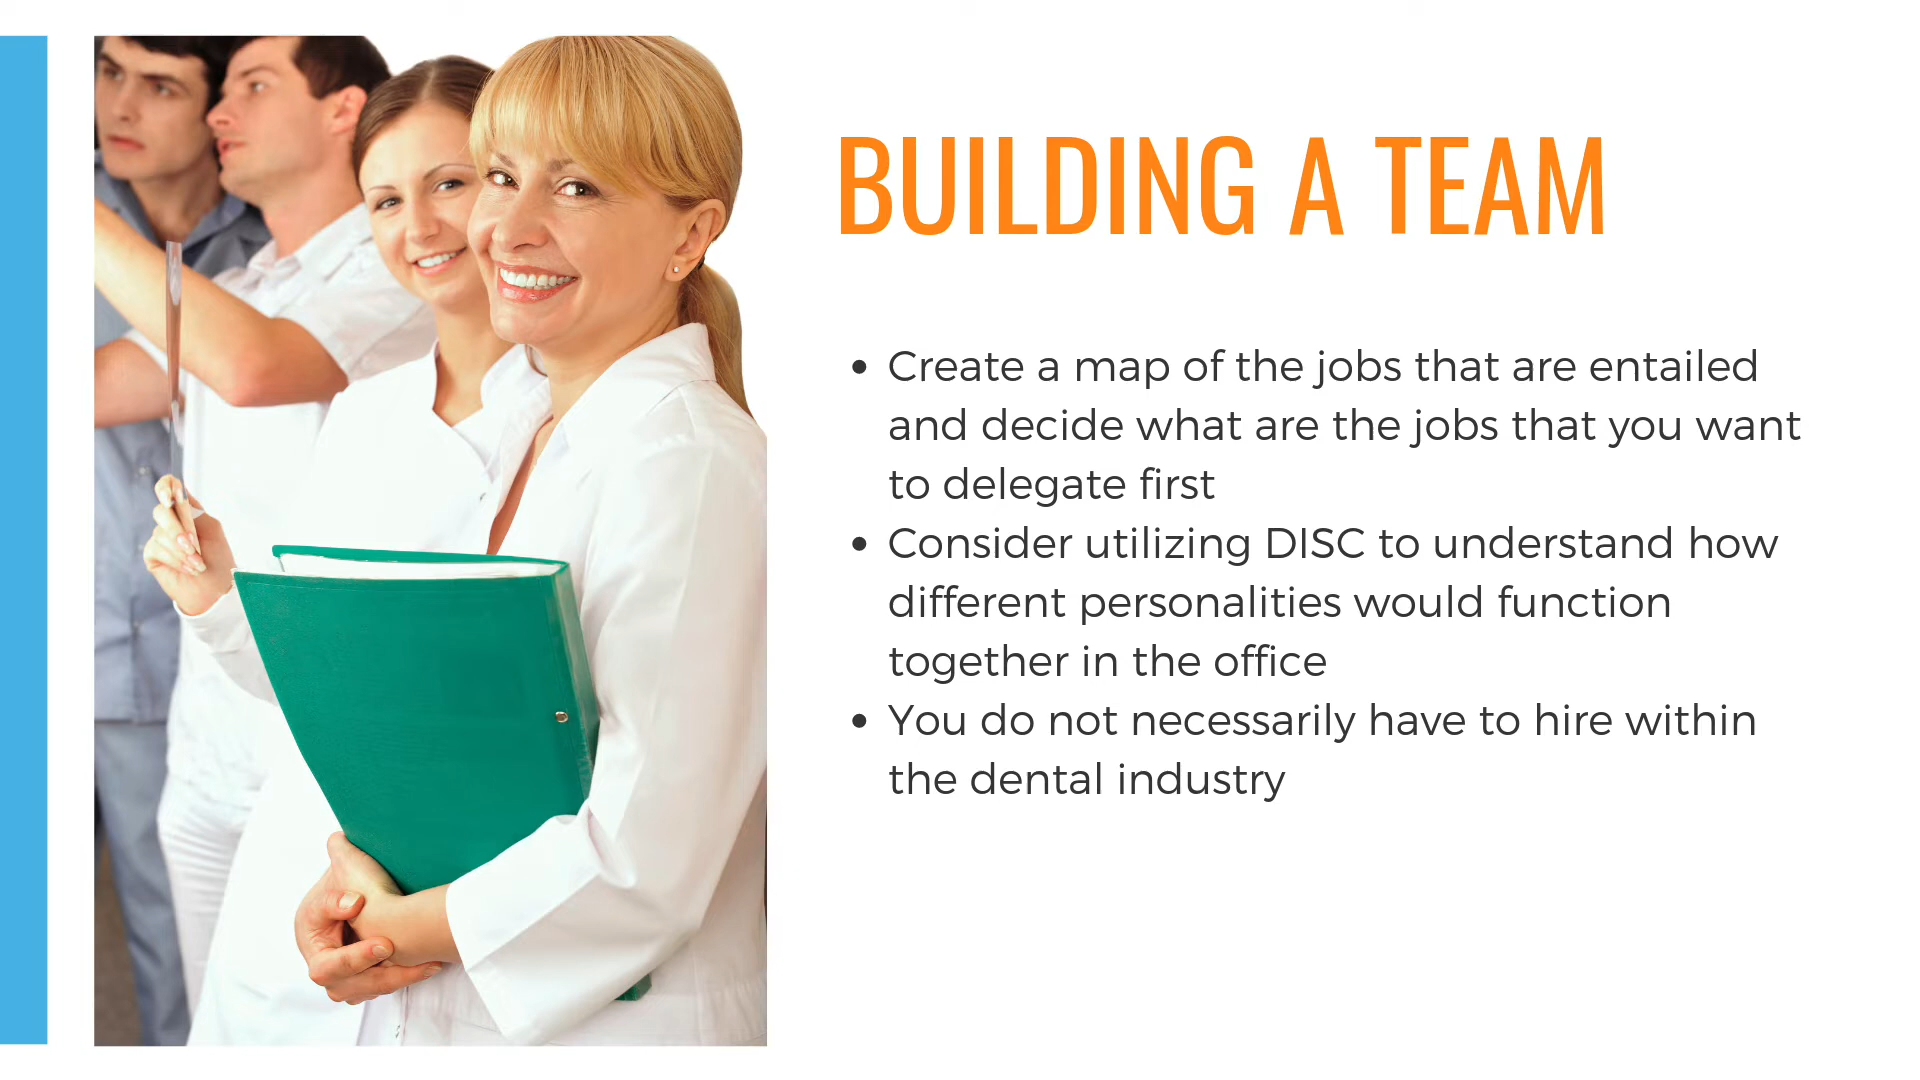 BUILDING A TEAM
• Create a map of the jobs that are entailed
and decide what are the jobs that you want
to delegate first
• Consider utilizing DISC to understand how
different personalities would function
together in the office
• You do not necessarily have to hire within
the dental industry